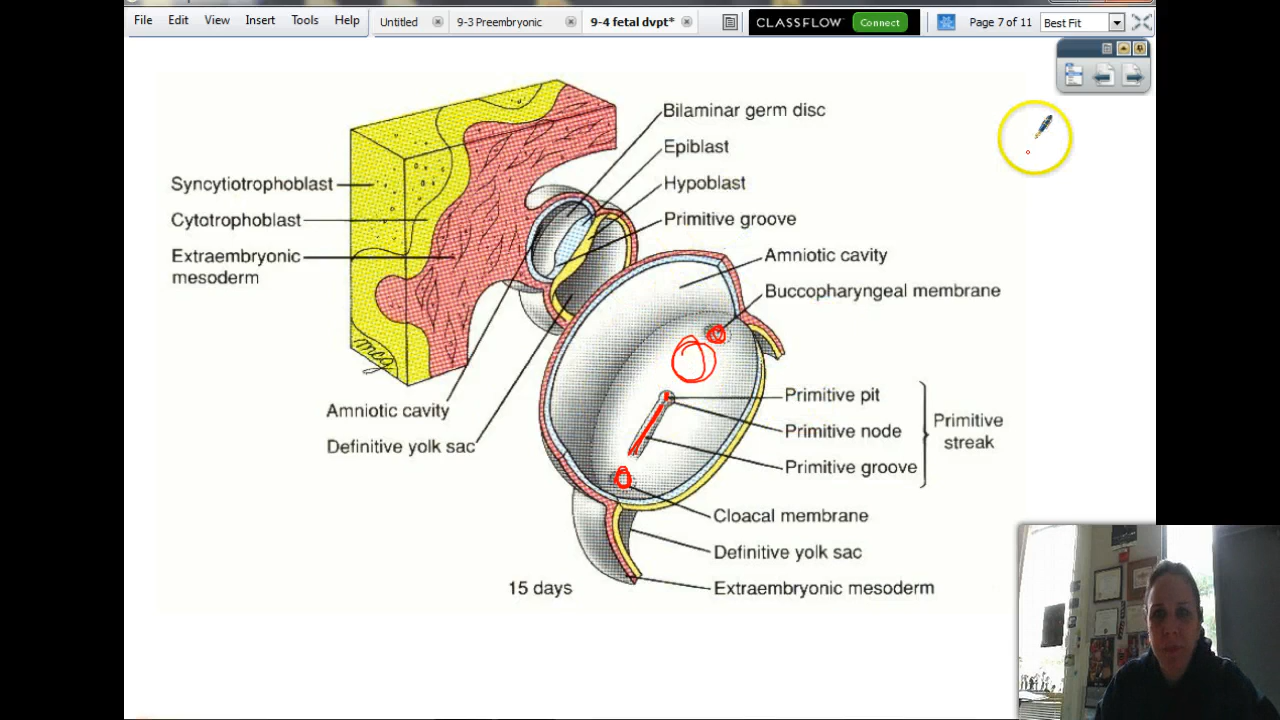 File Edit View Insert Tools Help
Untitled
9-3 Preembryonic
9-4 fetal dvpt*
CLASSFLOW
Connect
Page 7 of 11
Best Fit
Bilaminar germ disc
Epiblast
Hypoblast
Primitive groove
Syncytiotrophoblast
Cytotrophoblast
Extraembryonic
mesoderm
Amniotic cavity
Buccopharyngeal membrane
Amniotic cavity
Definitive yolk sac
Primitive pit
Primitive node
Primitive groove
Primitive
streak
Cloacal membrane
Definitive yolk sac
Extraembryonic mesoderm
15 days